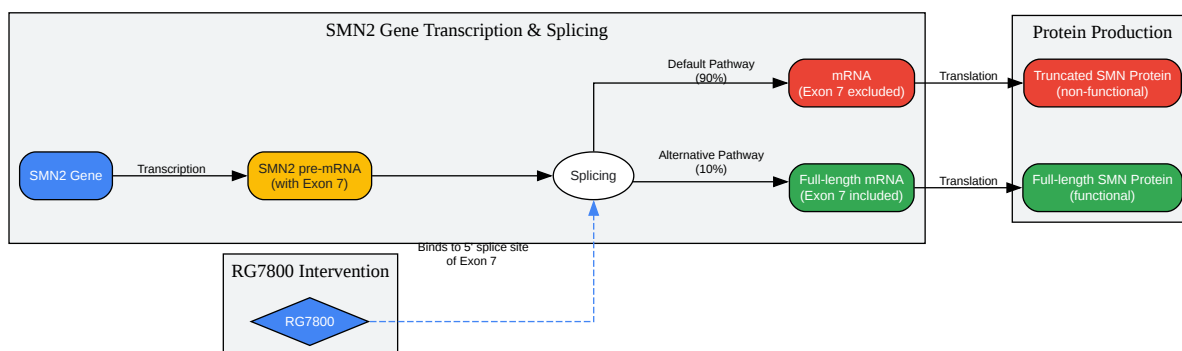 SMN2 Gene Transcription & Splicing
Protein Production
Default Pathway
(90%)
mRNA
(Exon 7 excluded)
Translation
Truncated SMN Protein
(non-functional)
SMN2 Gene
Transcription
SMN2 pre-mRNA
(with Exon 7)
Splicing
Alternative Pathway
(10%)
Full-length mRNA
(Exon 7 included)
Translation
Full-length SMN Protein
(functional)
Binds to 5' splice site
of Exon 7
RG7800 Intervention
RG7800